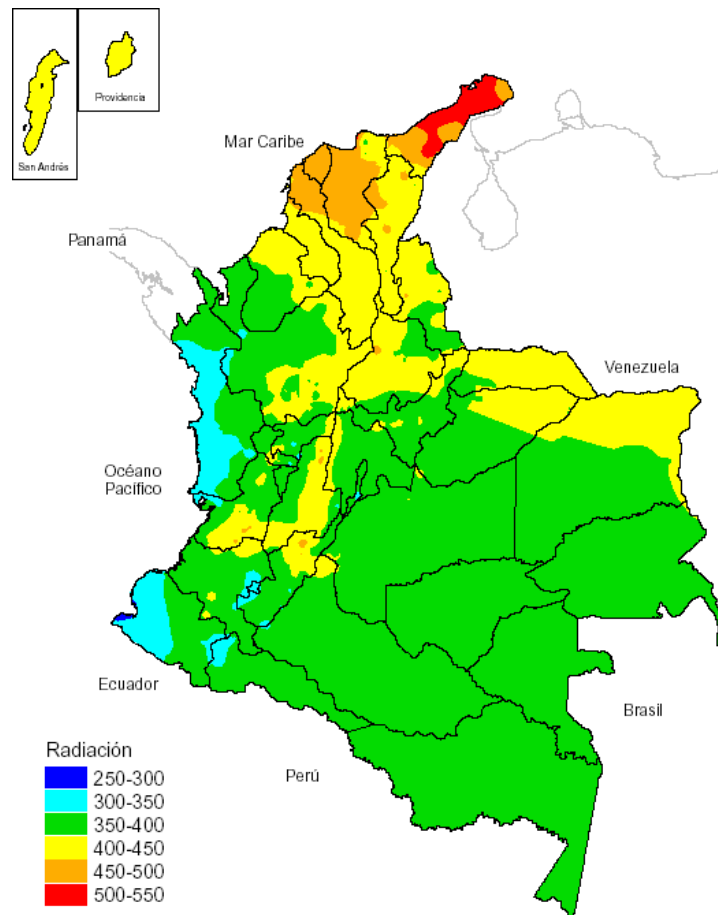 Providencia
San Andrés
Mar Caribe
Panamá
Venezuela
Océano
Pacífico
Ecuador
Brasil
Perú
Radiación
250-300
300-350
350-400
400-450
450-500
500-550